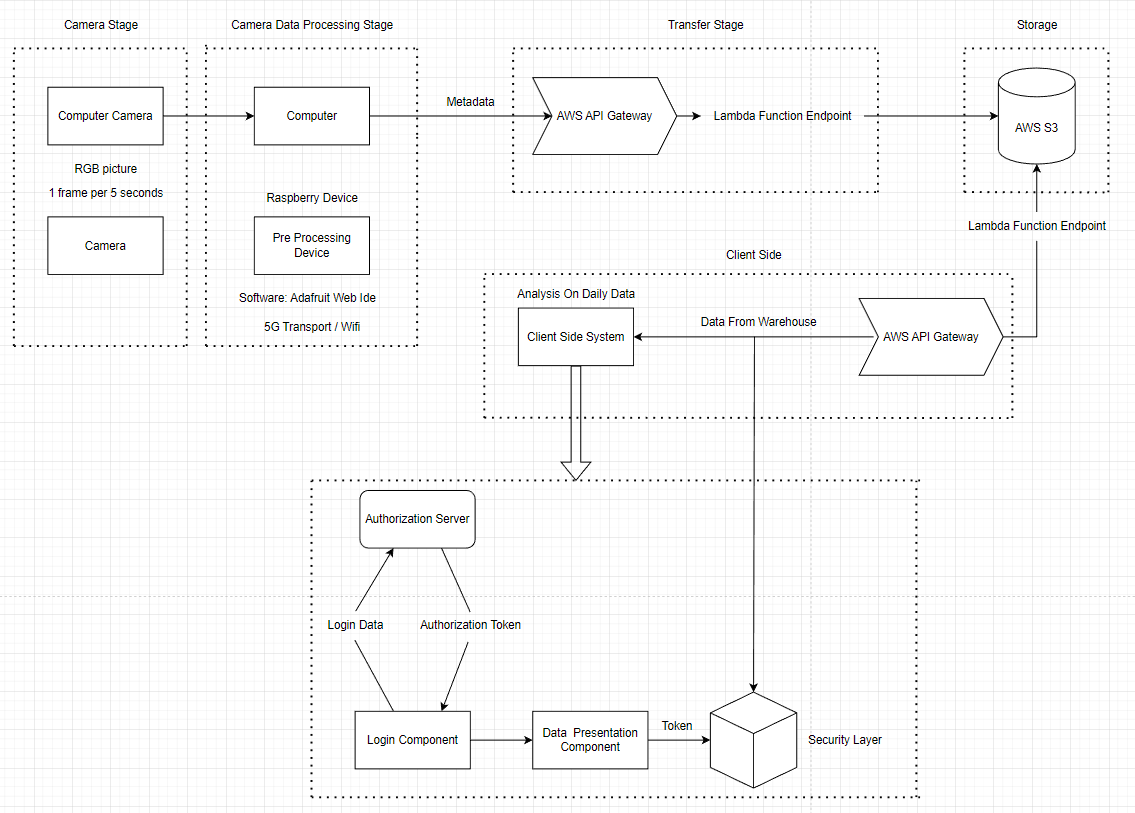 Camera Stage
Camera Data Processing Stage
Transfer Stage
Storage
Computer Camera
Computer
Metadata
AWS API Gateway
Lambda Function Endpoint
AWS S3
RGB picture
1 frame per 5 seconds
Camera
Raspberry Device
Pre Processing
Device
Software: Adafruit Web Ide
5G Transport / Wifi
Lambda Function Endpoint
Client Side
Analysis On Daily Data
Client Side System
Data From Warehouse
AWS API Gateway
Authorization Server
Login Data
Authorization Token
Login Component
Data Presentation
Component
Token
Security Layer